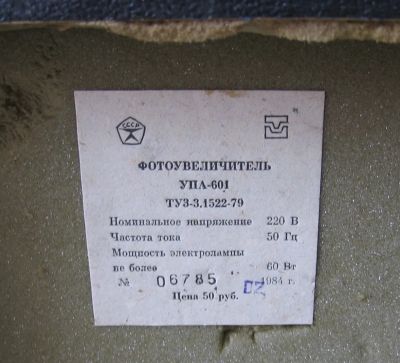 СССР
ФОТОУВЕЛИЧИТЕЛЬ
УПА-601
ТУ3-3.1522-79
Номинальное напряжение 220 В
Частота тока 50 Гц
Мощность электролампы
не более 60 Вт
№ 06785 1984 г.
Цена 50 руб.